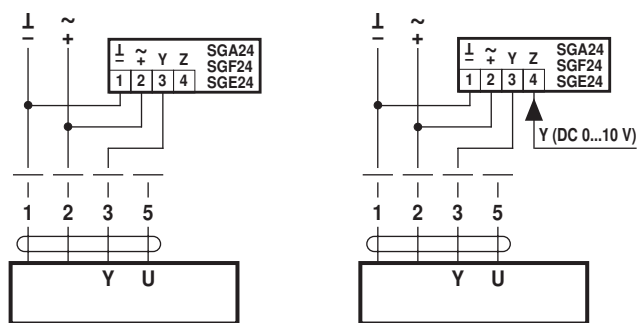 ⊥ ~
– +
⊥ ~ Y Z
– +
1 2 3 4
SGA24
SGF24
SGE24
1 2 3 5
Y U
⊥ ~
– +
⊥ ~ Y Z
– +
1 2 3 4
SGA24
SGF24
SGE24
Y (DC 0...10 V)
1 2 3 5
Y U